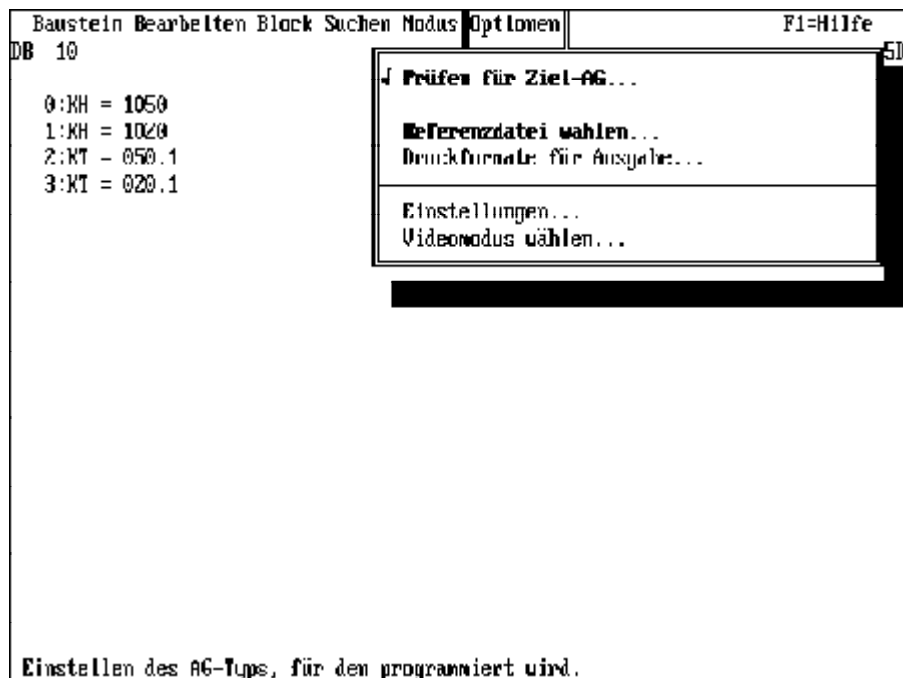 Baustein Bearbeiten Block Suchen Modus Optionen F1=Hilfe
DB 10
√ Prüfen für Ziel-AG...
0:KH = 1050
1:KH = 1020
Referenzdatei wählen...
2:KT = 050.1
Druckformate für Ausgabe...
3:KT = 020.1
Einstellungen...
Videomodus wählen...
Einstellen des AG-Typs, für den programmiert wird.